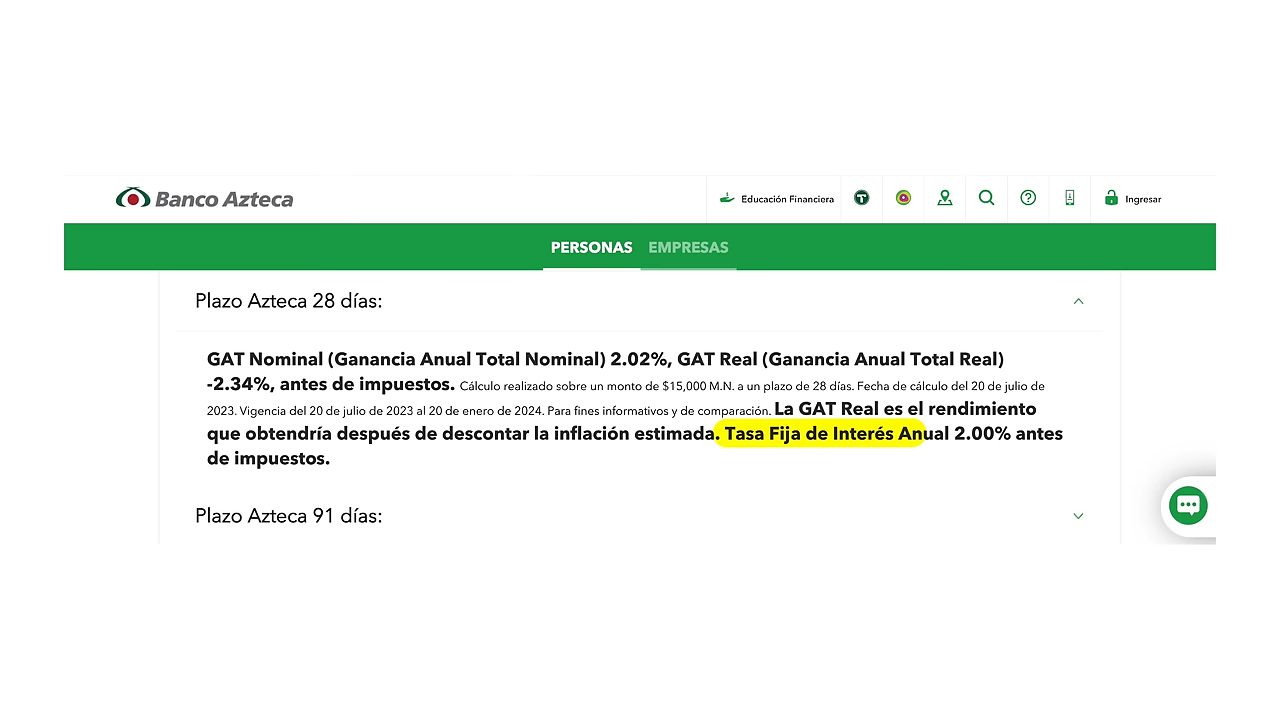 Banco Azteca
Educación Financiera
Ingresar
PERSONAS EMPRESAS
Plazo Azteca 28 días:
GAT Nominal (Ganancia Anual Total Nominal) 2.02%, GAT Real (Ganancia Anual Total Real)
-2.34%, antes de impuestos. Cálculo realizado sobre un monto de $15,000 M.N. a un plazo de 28 días. Fecha de cálculo del 20 de julio de
2023. Vigencia del 20 de julio de 2023 al 20 de enero de 2024. Para fines informativos y de comparación. La GAT Real es el rendimiento
que obtendría después de descontar la inflación estimada. Tasa Fija de Interés Anual 2.00% antes
de impuestos.
Plazo Azteca 91 días: